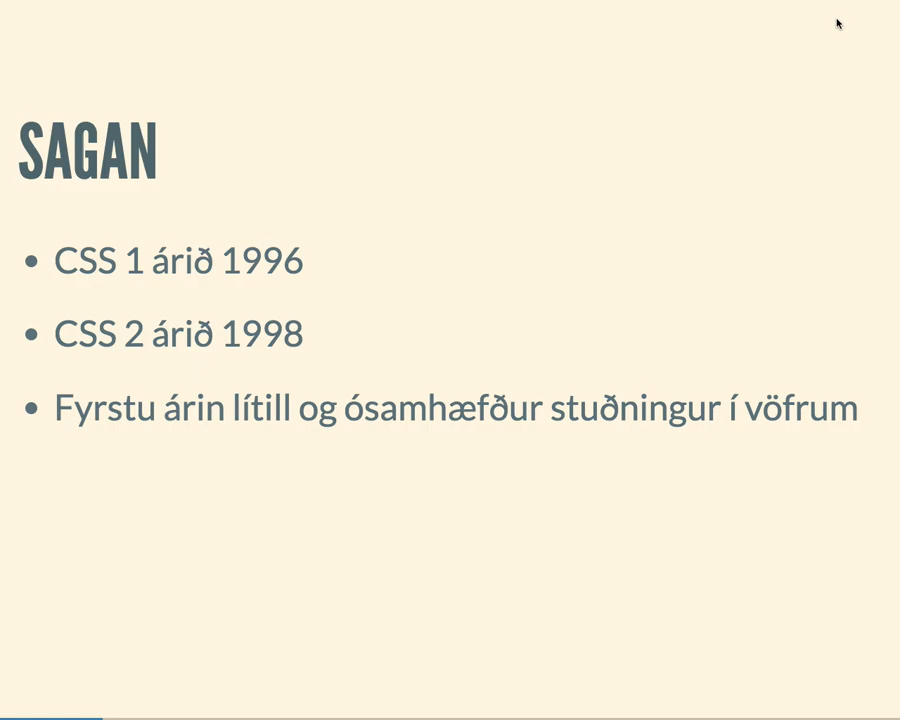 SAGAN
• CSS 1 árið 1996
• CSS 2 árið 1998
• Fyrstu árin lítill og ósamhæfður stuðningur í vöfrum